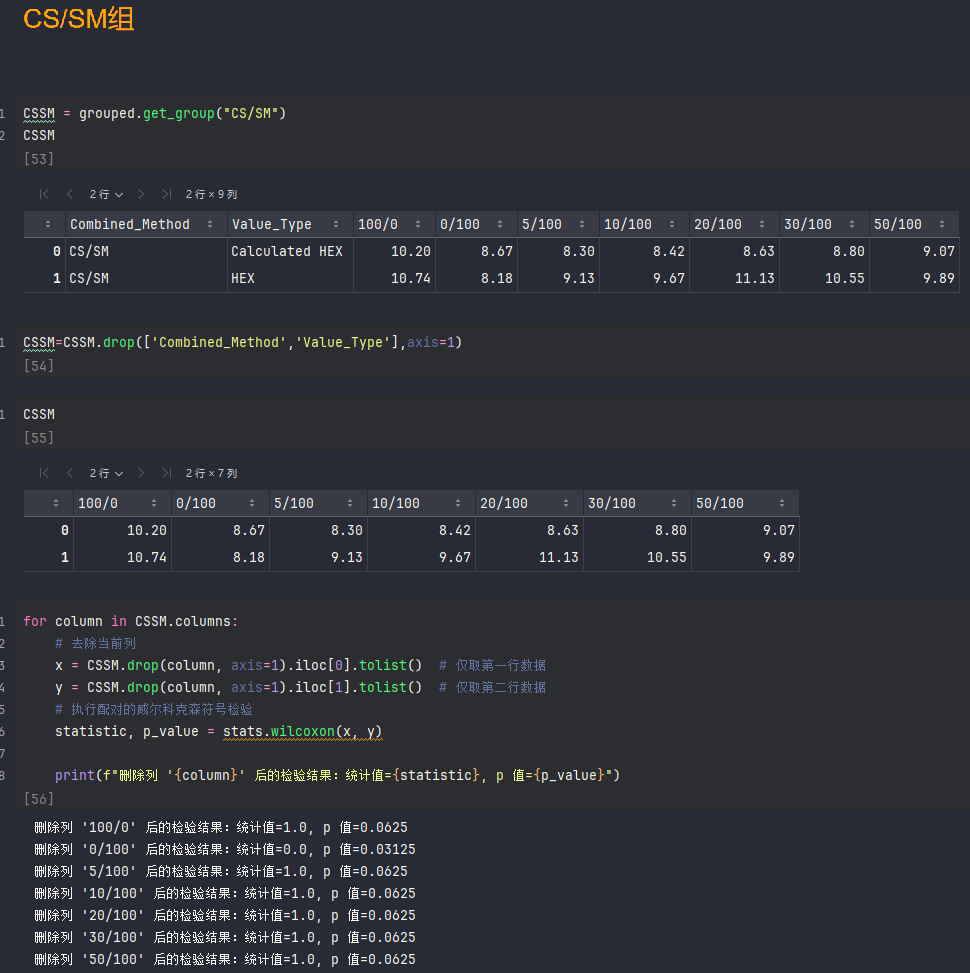 CS/SM组
1 CSSM = grouped.get_group("CS/SM")
2 CSSM
[53]
2 行 2 行 × 9 列
Combined_Method Value_Type 100/0 0/100 5/100 10/100 20/100 30/100 50/100
0 CS/SM Calculated HEX 10.20 8.67 8.30 8.42 8.63 8.80 9.07
1 CS/SM HEX 10.74 8.18 9.13 9.67 11.13 10.55 9.89
1 CSSM=CSSM.drop(['Combined_Method','Value_Type'],axis=1)
[54]
1 CSSM
[55]
2 行 2 行 × 7 列
100/0 0/100 5/100 10/100 20/100 30/100 50/100
0 10.20 8.67 8.30 8.42 8.63 8.80 9.07
1 10.74 8.18 9.13 9.67 11.13 10.55 9.89
1 for column in CSSM.columns:
2 # 去除当前列
3 x = CSSM.drop(column, axis=1).iloc[0].tolist() # 仅取第一行数据
4 y = CSSM.drop(column, axis=1).iloc[1].tolist() # 仅取第二行数据
5 # 执行配对的威尔科克森符号检验
6 statistic, p_value = stats.wilcoxon(x, y)
7
8 print(f"删除列 '{column}' 后的检验结果: 统计值={statistic}, p 值={p_value}")
[56]
删除列 '100/0' 后的检验结果: 统计值=1.0, p 值=0.0625
删除列 '0/100' 后的检验结果: 统计值=0.0, p 值=0.03125
删除列 '5/100' 后的检验结果: 统计值=1.0, p 值=0.0625
删除列 '10/100' 后的检验结果: 统计值=1.0, p 值=0.0625
删除列 '20/100' 后的检验结果: 统计值=1.0, p 值=0.0625
删除列 '30/100' 后的检验结果: 统计值=1.0, p 值=0.0625
删除列 '50/100' 后的检验结果: 统计值=1.0, p 值=0.0625